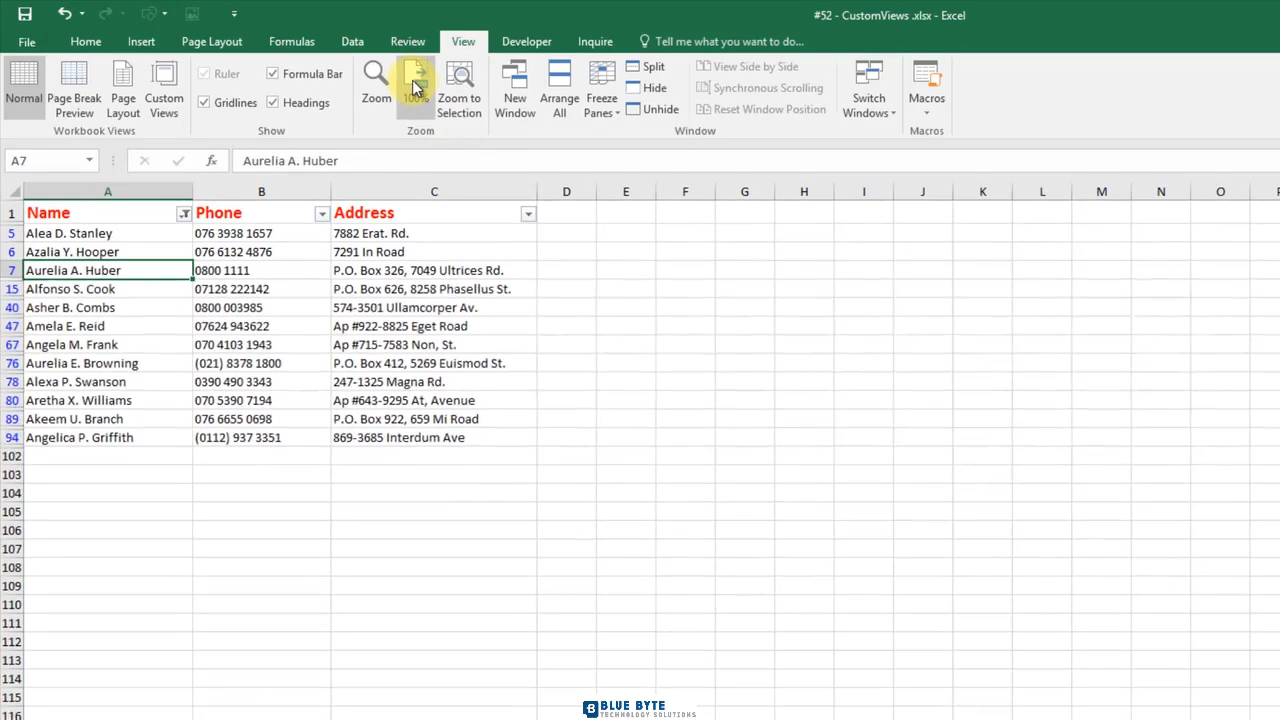 #52 - CustomViews .xlsx - Excel
File Home Insert Page Layout Formulas Data Review View Developer Inquire Tell me what you want to do...
Normal
Page Break Preview
Page Layout
Custom Views
Workbook Views
Ruler
Formula Bar
Gridlines
Headings
Show
Zoom
100%
Zoom to Selection
Zoom
New Window
Arrange All
Freeze Panes
Split
Hide
Unhide
View Side by Side
Synchronous Scrolling
Reset Window Position
Window
Switch Windows
Macros
Macros
A7 fx Aurelia A. Huber
A B C D E F G H I J K L M N O
1 Name Phone Address
5 Alea D. Stanley 076 3938 1657 7882 Erat. Rd.
6 Azalia Y. Hooper 076 6132 4876 7291 In Road
7 Aurelia A. Huber 0800 1111 P.O. Box 326, 7049 Ultrices Rd.
15 Alfonso S. Cook 07128 222142 P.O. Box 626, 8258 Phasellus St.
40 Asher B. Combs 0800 003985 574-3501 Ullamcorper Av.
47 Amela E. Reid 07624 943622 Ap #922-8825 Eget Road
67 Angela M. Frank 070 4103 1943 Ap #715-7583 Non, St.
76 Aurelia E. Browning (021) 8378 1800 P.O. Box 412, 5269 Euismod St.
78 Alexa P. Swanson 0390 490 3343 247-1325 Magna Rd.
80 Aretha X. Williams 070 5390 7194 Ap #643-9295 At, Avenue
89 Akeem U. Branch 076 6655 0698 P.O. Box 922, 659 Mi Road
94 Angelica P. Griffith (0112) 937 3351 869-3685 Interdum Ave
102
103
104
105
106
107
108
109
110
111
112
113
114
115
116
BLUE BYTE
TECHNOLOGY SOLUTIONS